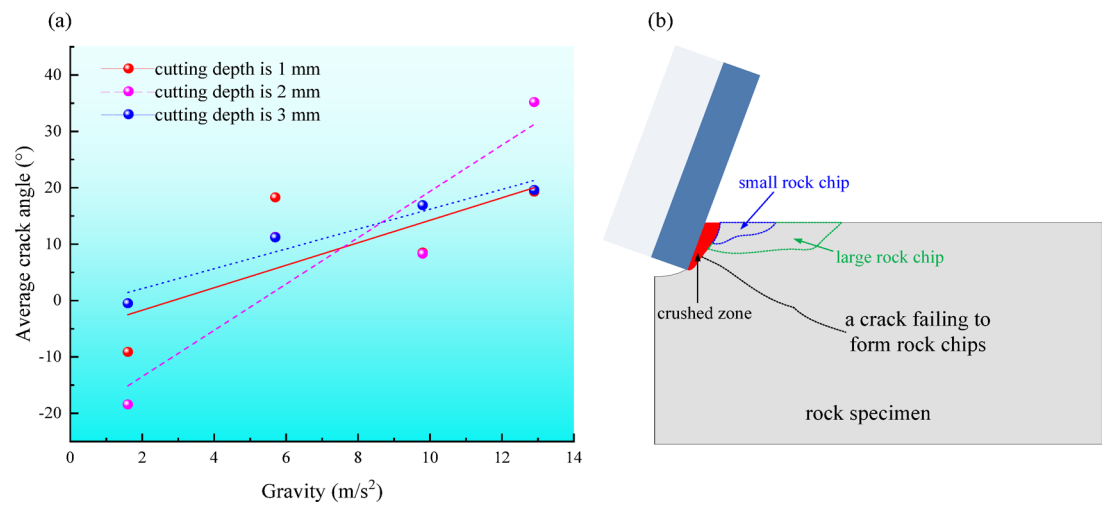 (a)
cutting depth is 1 mm
cutting depth is 2 mm
cutting depth is 3 mm
Average crack angle (°)
40
30
20
10
0
-10
-20
0
2
4
6
8
10
12
14
Gravity (m/s²)
(b)
small rock chip
large rock chip
crushed zone
a crack failing to
form rock chips
rock specimen